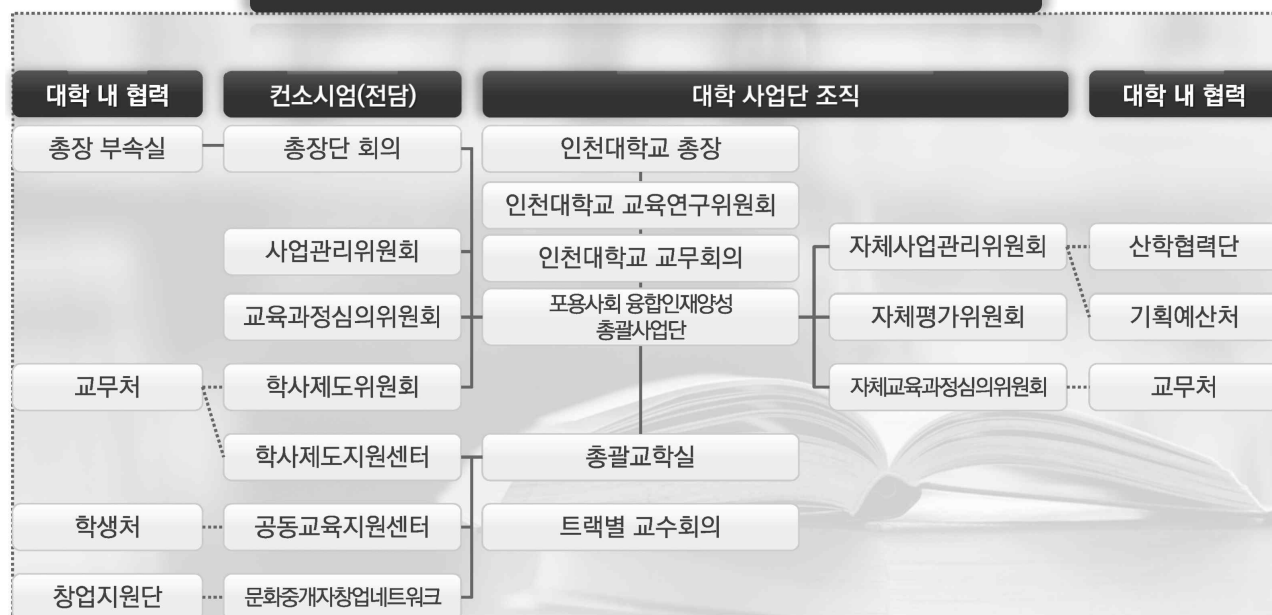 대학 내 협력 컨소시엄(전담) 대학 사업단 조직 대학 내 협력
총장 부속실 총장단 회의 인천대학교 총장
인천대학교 교육연구위원회
사업관리위원회 인천대학교 교무회의 자체사업관리위원회 산학협력단
교육과정심의위원회 포용사회 융합인재양성
총괄사업단 자체평가위원회 기획예산처
교무처 학사제도위원회 자체교육과정심의위원회 교무처
학사제도지원센터 총괄교학실
학생처 공동교육지원센터 트랙별 교수회의
창업지원단 문화중개자창업네트워크